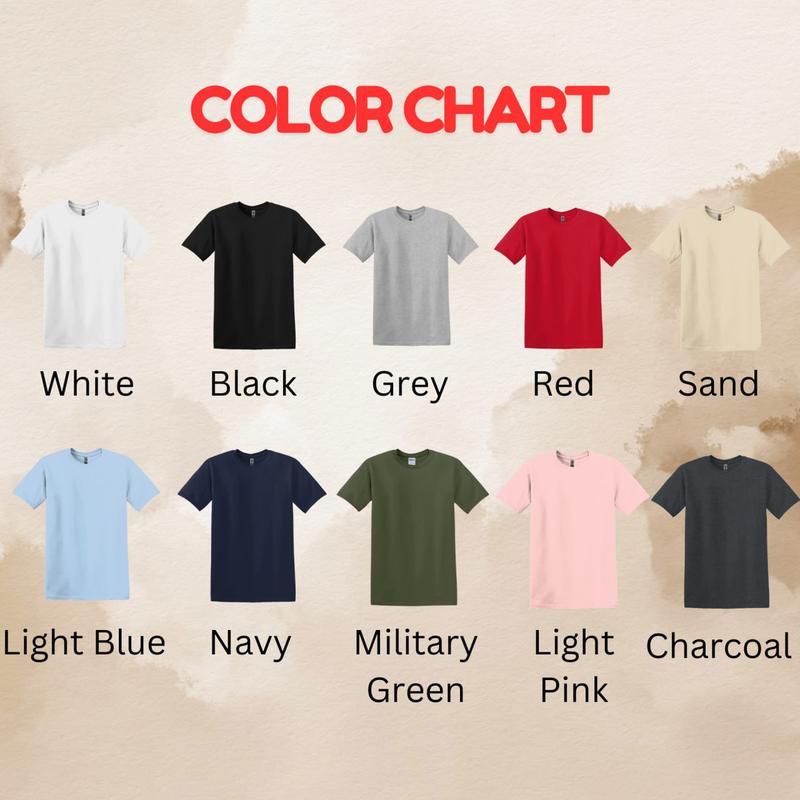 COLOR CHART
White
Black
Grey
Red
Sand
Light Blue
Navy
Military
Green
Light
Pink
Charcoal